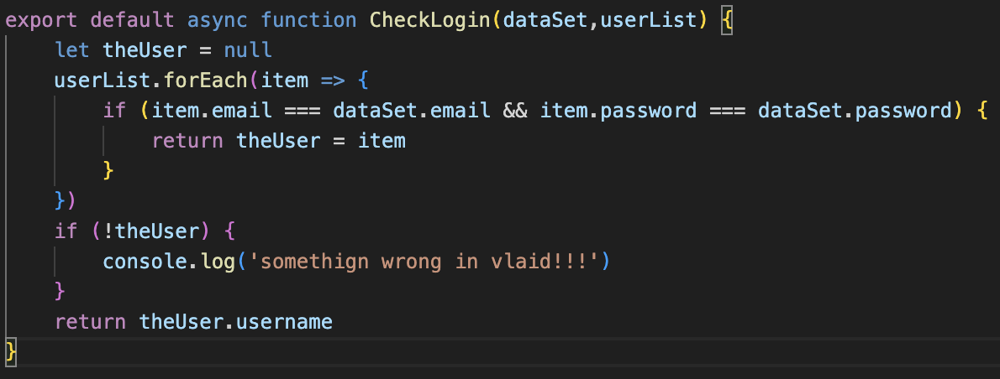 export default async function CheckLogin(dataSet,userList) {
    let theUser = null
    userList.forEach(item => {
        if (item.email === dataSet.email && item.password === dataSet.password) {
            return theUser = item
        }
    })
    if (!theUser) {
        console.log('somethign wrong in vlaid!!!')
    }
    return theUser.username
}